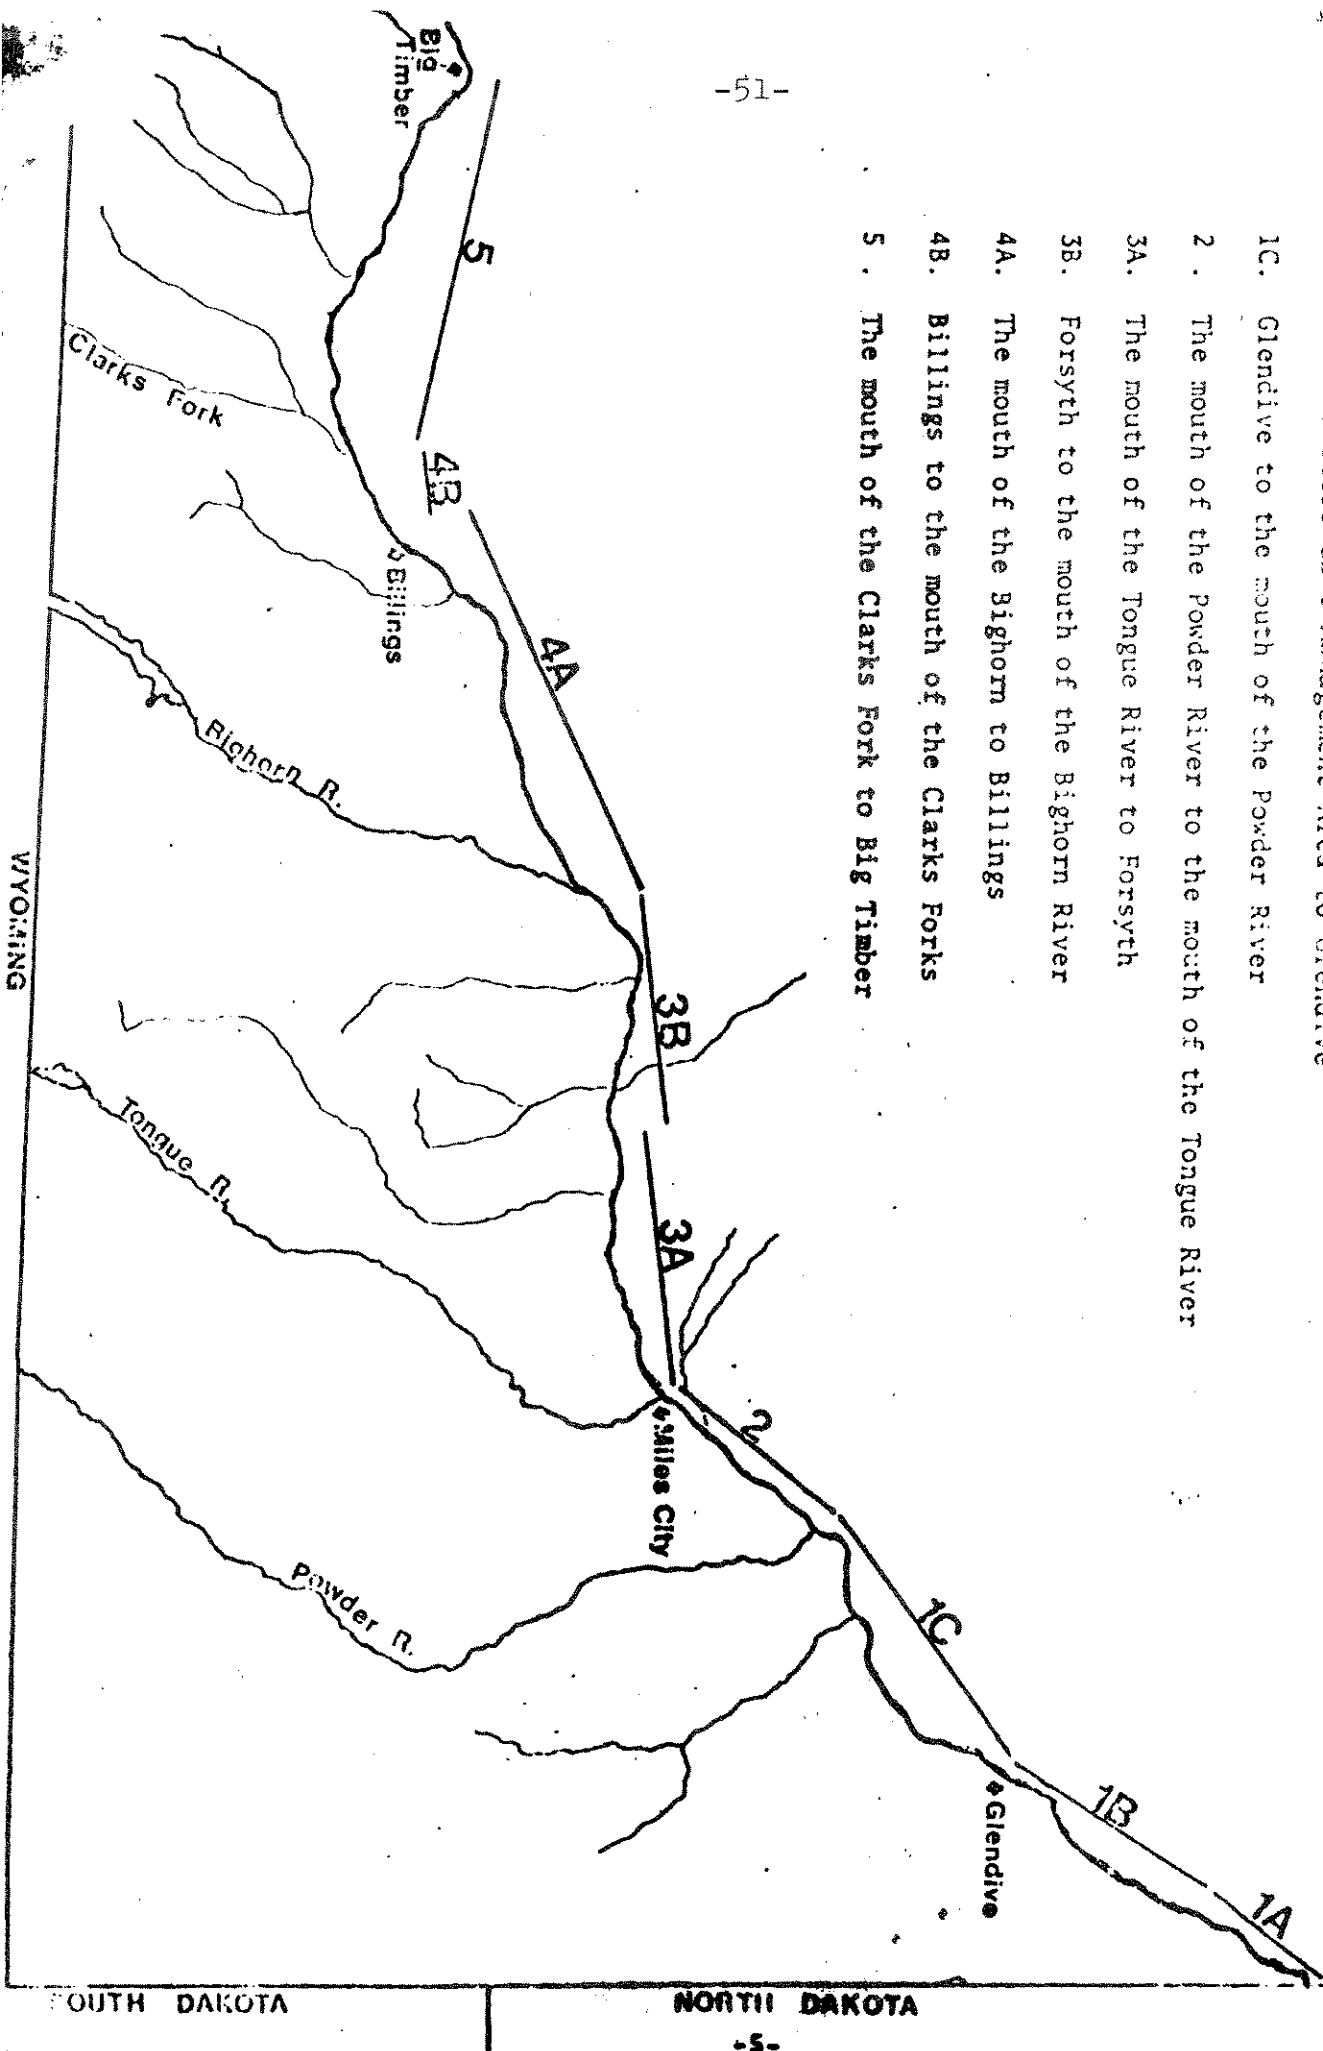 -51-
Management Area to Glendive
1C. Glendive to the mouth of the Powder River
2 . The mouth of the Powder River to the mouth of the Tongue River
3A. The mouth of the Tongue River to Forsyth
3B. Forsyth to the mouth of the Bighorn River
4A. The mouth of the Bighorn to Billings
4B. Billings to the mouth of the Clarks Forks
5 . The mouth of the Clarks Fork to Big Timber
Big
Timber
5
4B
4A
3B
3A
2
1C
1B
1A
Clarks Fork
Billings
Bighorn R.
Tongue R.
Miles City
Powder R.
Glendive
WYOMING
SOUTH DAKOTA
NORTH DAKOTA
-5-